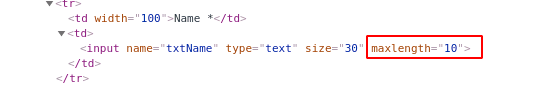 ▼<tr>
<td width="100">Name *</td>
▼<td>
<input name="txtName" type="text" size="30" maxlength="10">
</td>
</tr>